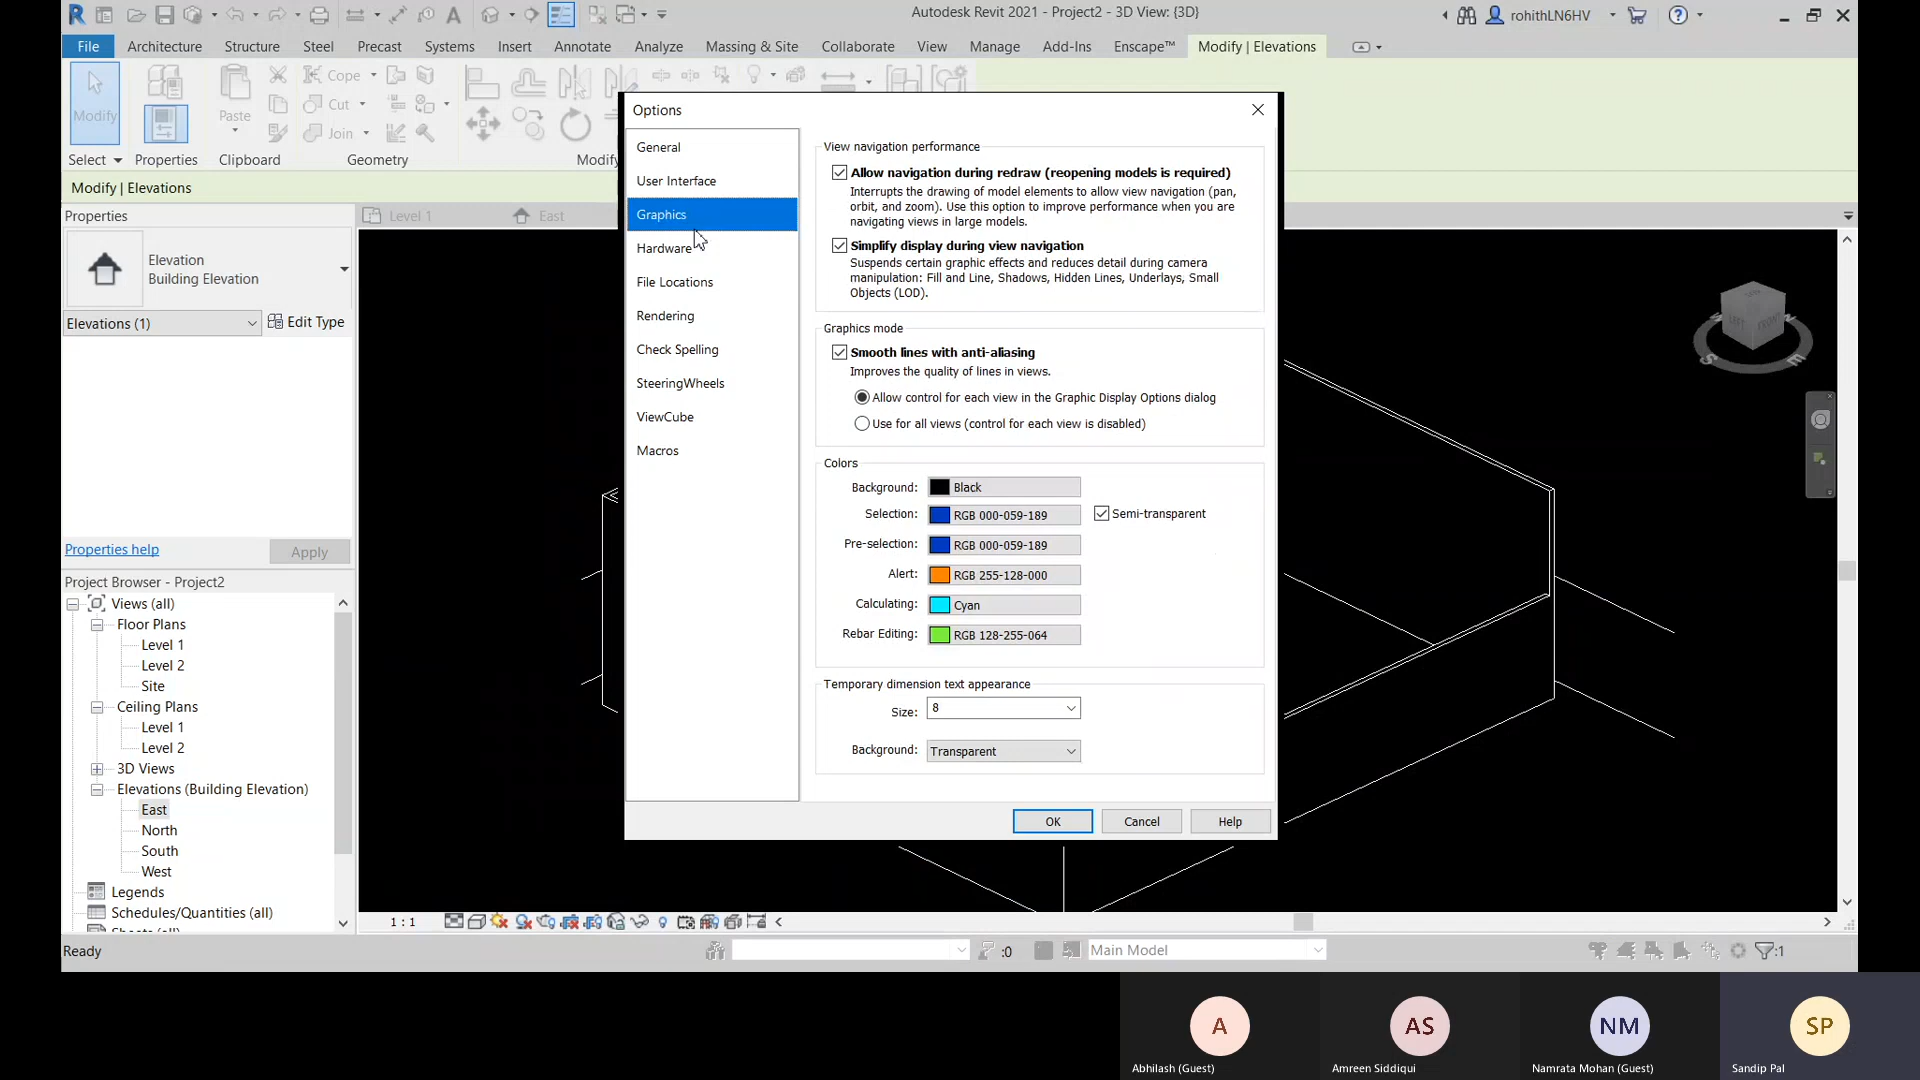 Autodesk Revit 2021 - Project2 - 3D View: {3D}
rohithLN6HV
File Architecture Structure Steel Precast Systems Insert Annotate Analyze Massing & Site Collaborate View Manage Add-Ins Enscape™ Modify | Elevations
Modify
Paste
Cope
Cut
Join
Select Properties Clipboard Geometry Modify
Modify | Elevations
Properties
Level 1
East
Elevation
Building Elevation
Elevations (1)
Edit Type
Properties help
Apply
Project Browser - Project2
Views (all)
Floor Plans
Level 1
Level 2
Site
Ceiling Plans
Level 1
Level 2
3D Views
Elevations (Building Elevation)
East
North
South
West
Legends
Schedules/Quantities (all)
Sheets (all)
Options
General
User Interface
Graphics
Hardware
File Locations
Rendering
Check Spelling
SteeringWheels
ViewCube
Macros
View navigation performance
Allow navigation during redraw (reopening models is required)
Interrupts the drawing of model elements to allow view navigation (pan,
orbit, and zoom). Use this option to improve performance when you are
navigating views in large models.
Simplify display during view navigation
Suspends certain graphic effects and reduces detail during camera
manipulation: Fill and Line, Shadows, Hidden Lines, Underlays, Small
Objects (LOD).
Graphics mode
Smooth lines with anti-aliasing
Improves the quality of lines in views.
Allow control for each view in the Graphic Display Options dialog
Use for all views (control for each view is disabled)
Colors
Background: Black
Selection: RGB 000-059-189 Semi-transparent
Pre-selection: RGB 000-059-189
Alert: RGB 255-128-000
Calculating: Cyan
Rebar Editing: RGB 128-255-064
Temporary dimension text appearance
Size: 8
Background: Transparent
OK Cancel Help
LEFT FRONT
S E
1 : 1
Ready
:0
Main Model
:1
A
Abhilash (Guest)
AS
Amreen Siddiqui
NM
Namrata Mohan (Guest)
SP
Sandip Pal